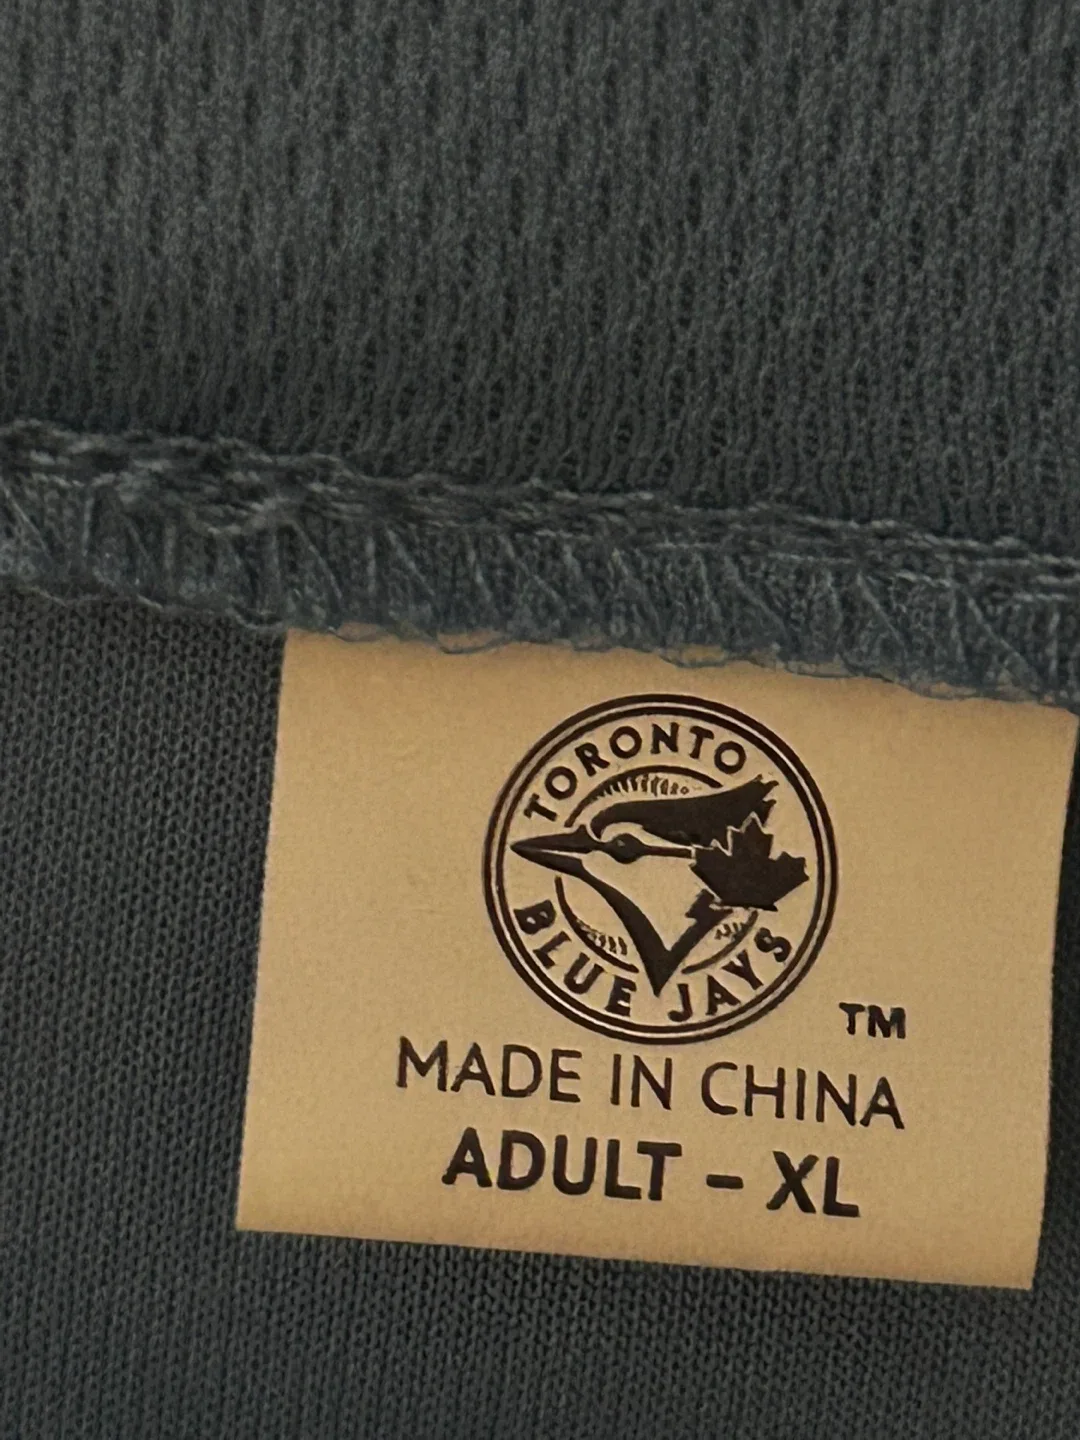 TORONTO
BLUE JAYS
TM
MADE IN CHINA
ADULT - XL